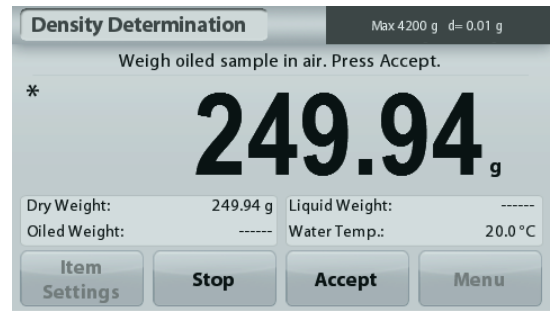 Density Determination
Max 4200 g d= 0.01 g
Weigh oiled sample in air. Press Accept.
*
249.94 g
Dry Weight: 249.94 g Liquid Weight: ------
Oiled Weight: ------ Water Temp.: 20.0 °C
Item Settings
Stop
Accept
Menu